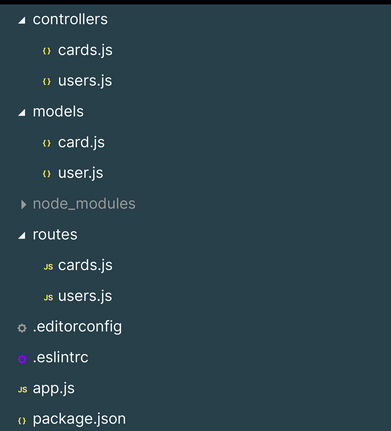 controllers
{} cards.js
{} users.js
models
{} card.js
{} user.js
node_modules
routes
JS cards.js
JS users.js
.editorconfig
.eslintrc
JS app.js
{} package.json